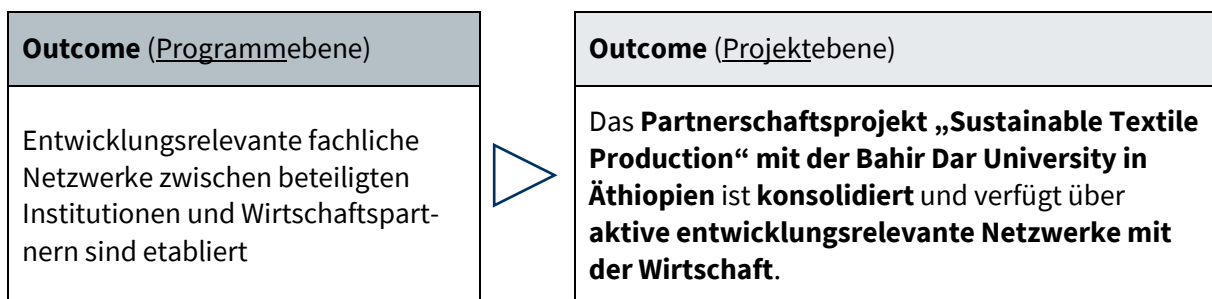 Outcome (Programmebene)
Entwicklungsrelevante fachliche
Netzwerke zwischen beteiligten
Institutionen und Wirtschaftspart-
nern sind etabliert
Outcome (Projektebene)
Das Partnerschaftsprojekt „Sustainable Textile
Production“ mit der Bahir Dar University in
Äthiopien ist konsolidiert und verfügt über
aktive entwicklungsrelevante Netzwerke mit
der Wirtschaft.